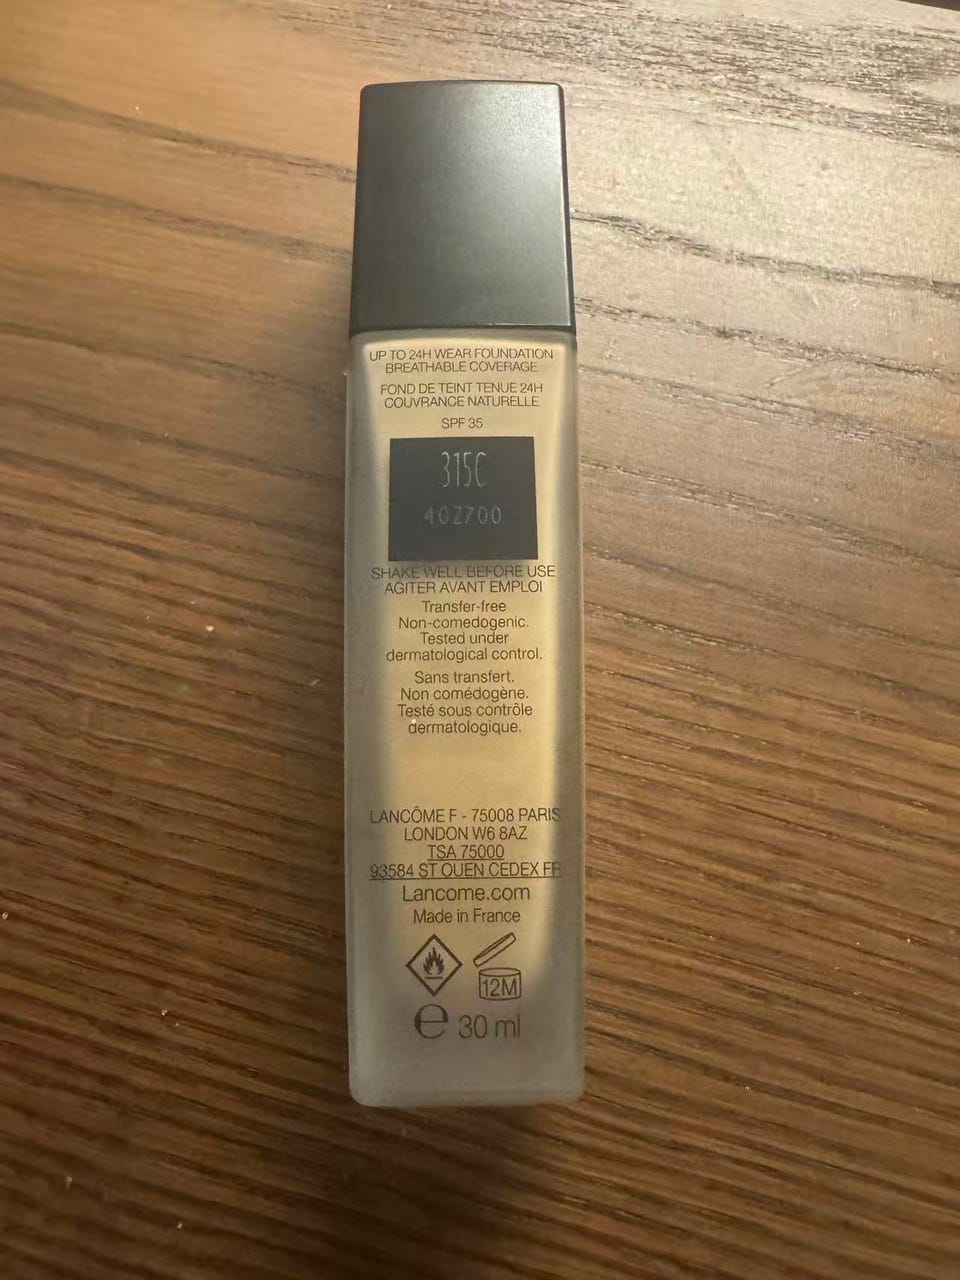 UP TO 24H WEAR FOUNDATION
BREATHABLE COVERAGE
FOND DE TEINT TENUE 24H
COUVRANCE NATURELLE
SPF 35
315C
40Z700
SHAKE WELL BEFORE USE
AGITER AVANT EMPLOI
Transfer-free
Non-comedogenic.
Tested under
dermatological control.
Sans transfert.
Non comédogène.
Testé sous contrôle
dermatologique.
LANCÔME F - 75008 PARIS
LONDON W6 8AZ
TSA 75000
93584 ST OUEN CEDEX FR
Lancome.com
Made in France
12M
e 30 ml